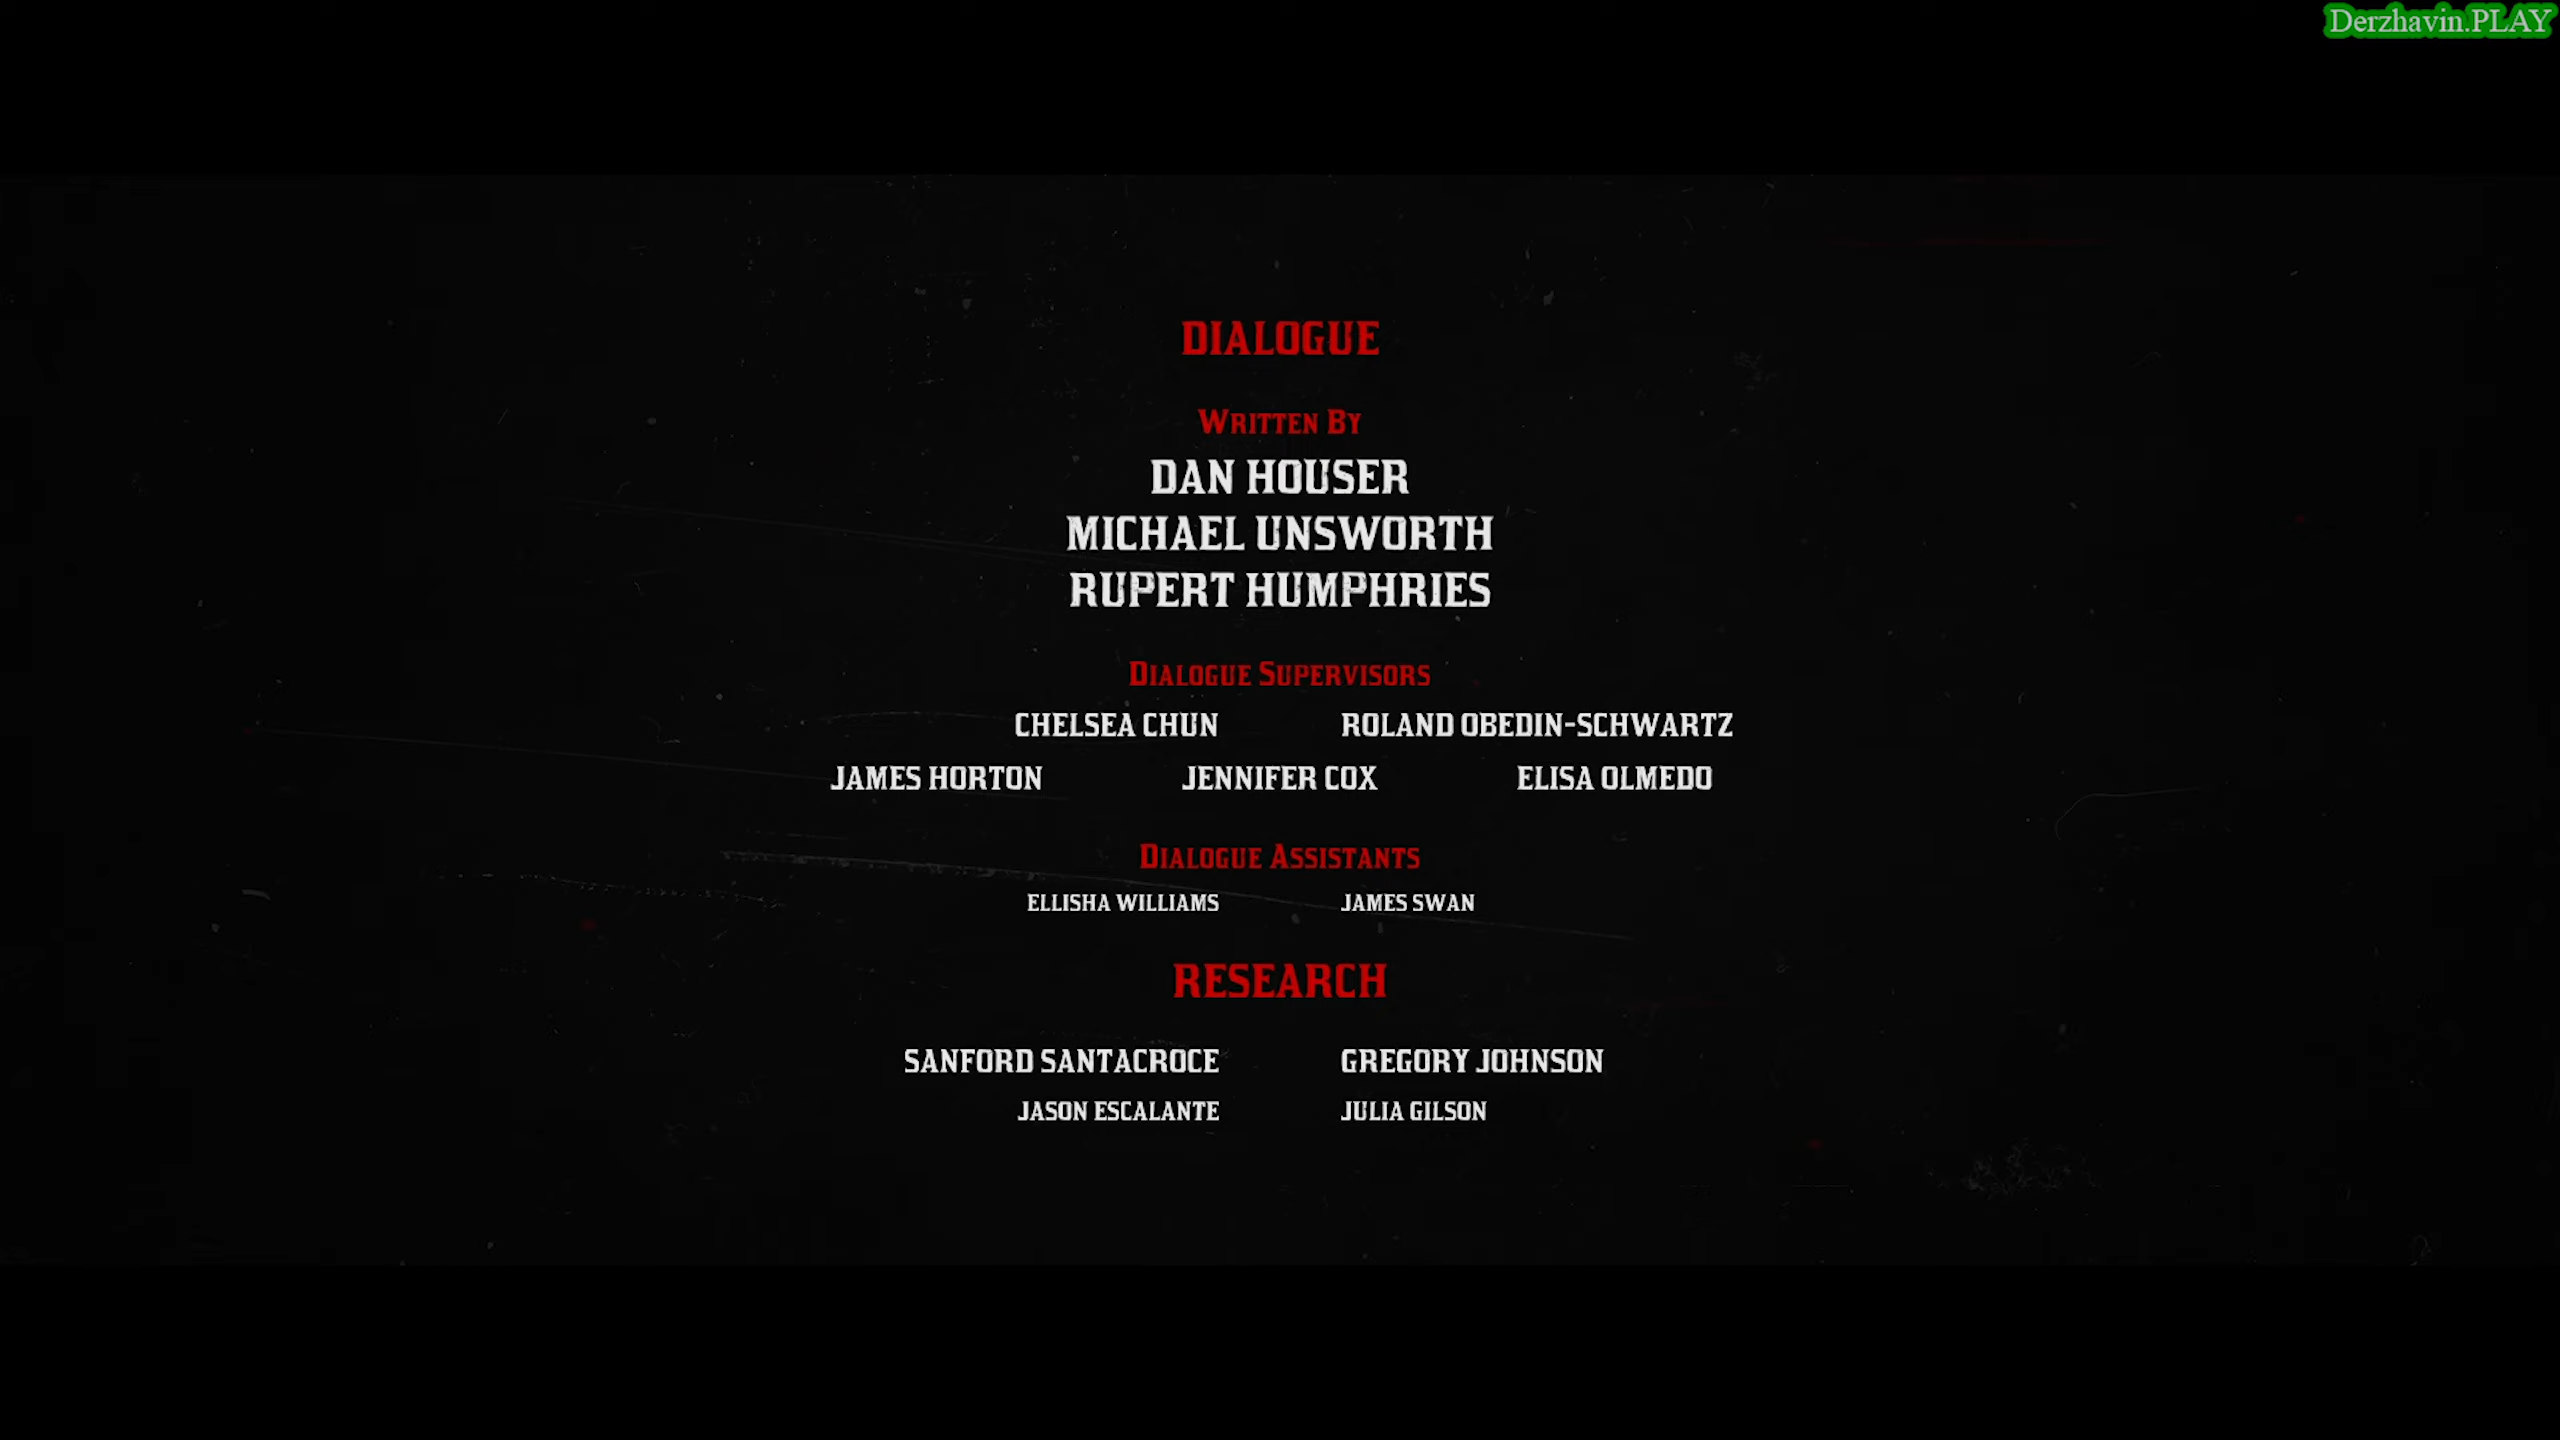 Derzhavin.PLAY
DIALOGUE
WRITTEN BY
DAN HOUSER
MICHAEL UNSWORTH
RUPERT HUMPHRIES
DIALOGUE SUPERVISORS
CHELSEA CHUN ROLAND OBEDIN-SCHWARTZ
JAMES HORTON JENNIFER COX ELISA OLMEDO
DIALOGUE ASSISTANTS
ELLISHA WILLIAMS JAMES SWAN
RESEARCH
SANFORD SANTACROCE GREGORY JOHNSON
JASON ESCALANTE JULIA GILSON